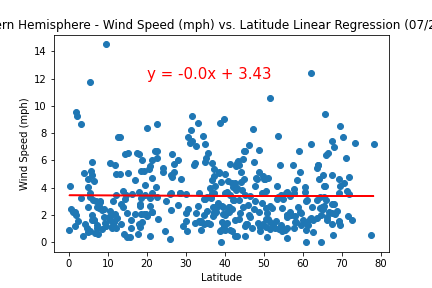 ern Hemisphere - Wind Speed (mph) vs. Latitude Linear Regression (07/2
14
12
10
8
6
4
2
0
y = -0.0x + 3.43
Wind Speed (mph)
0 10 20 30 40 50 60 70 80
Latitude